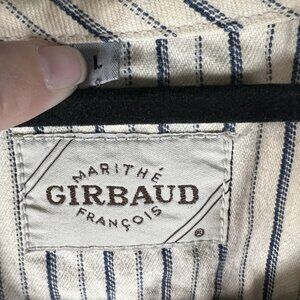 L
MARITHÉ
GIRBAUD
FRANÇOIS
®